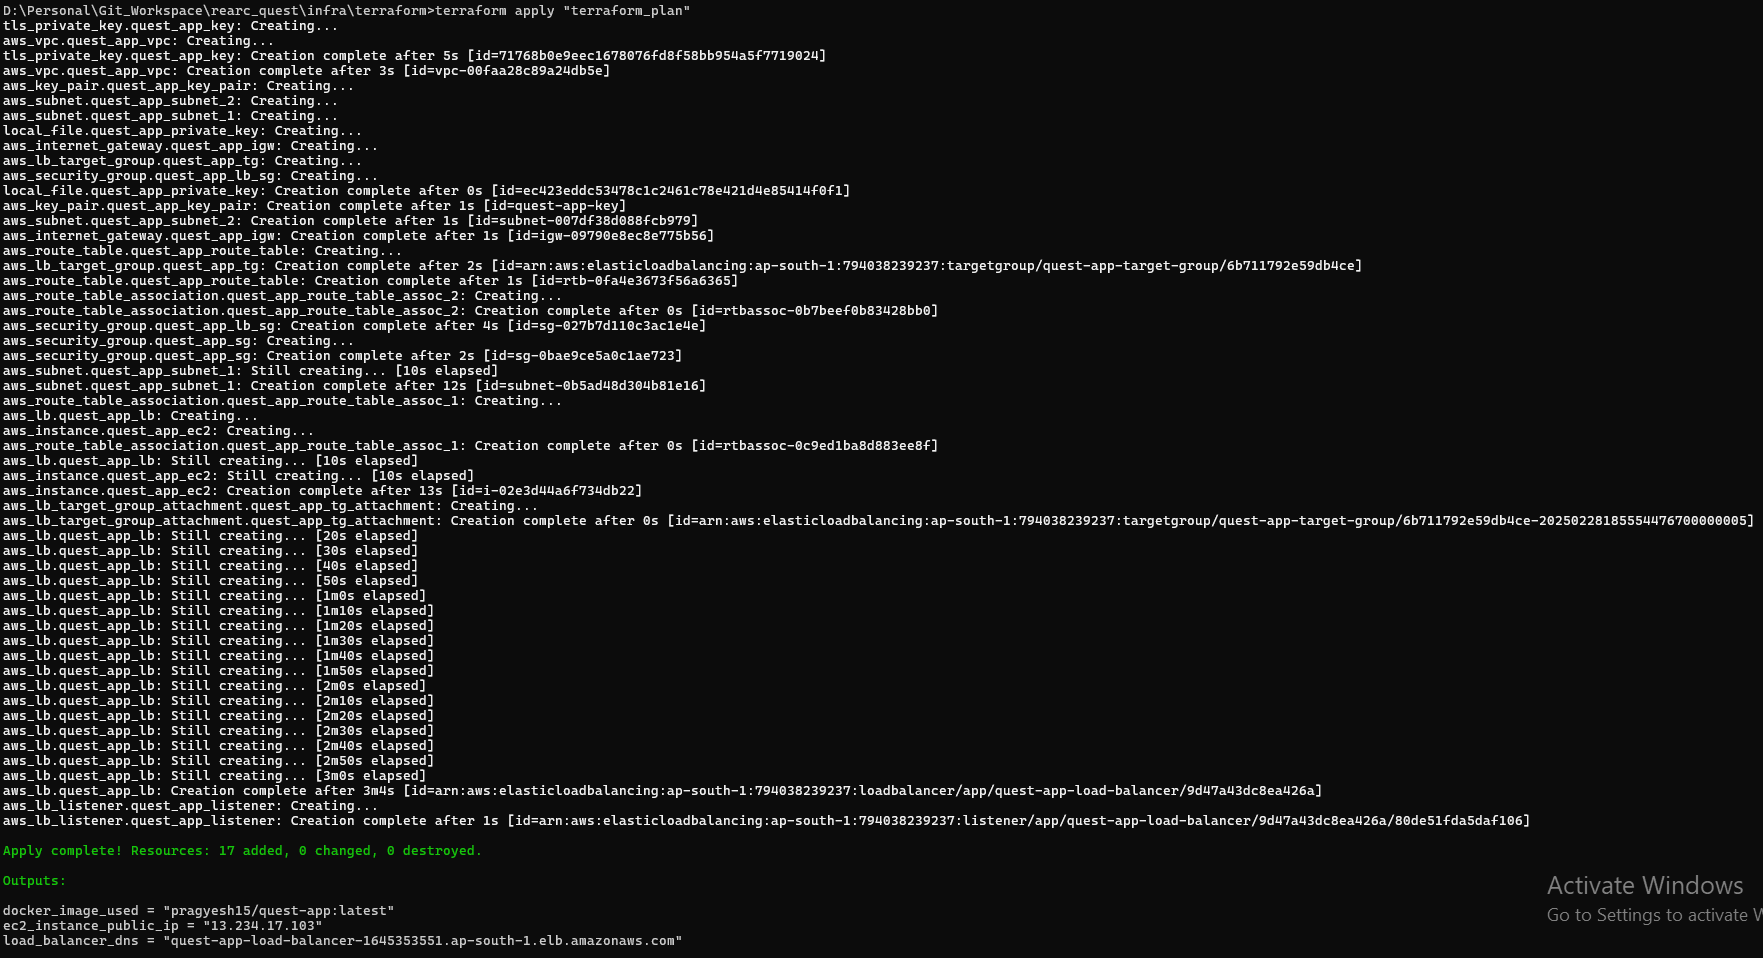 D:\Personal\Git_Workspace\rearc_quest\infra\terraform>terraform apply "terraform_plan"
tls_private_key.quest_app_key: Creating...
aws_vpc.quest_app_vpc: Creating...
tls_private_key.quest_app_key: Creation complete after 5s [id=71768b0e9eec1678076fd8f58bb954a5f7719024]
aws_vpc.quest_app_vpc: Creation complete after 3s [id=vpc-00faa28c89a24db5e]
aws_key_pair.quest_app_key_pair: Creating...
aws_subnet.quest_app_subnet_2: Creating...
aws_subnet.quest_app_subnet_1: Creating...
local_file.quest_app_private_key: Creating...
aws_internet_gateway.quest_app_igw: Creating...
aws_lb_target_group.quest_app_tg: Creating...
aws_security_group.quest_app_lb_sg: Creating...
local_file.quest_app_private_key: Creation complete after 0s [id=ec423eddc53478c1c2461c78e421d4e85414f0f1]
aws_key_pair.quest_app_key_pair: Creation complete after 1s [id=quest-app-key]
aws_subnet.quest_app_subnet_2: Creation complete after 1s [id=subnet-007df38d088fcb979]
aws_internet_gateway.quest_app_igw: Creation complete after 1s [id=igw-09790e8ec8e775b56]
aws_route_table.quest_app_route_table: Creating...
aws_lb_target_group.quest_app_tg: Creation complete after 2s [id=arn:aws:elasticloadbalancing:ap-south-1:794038239237:targetgroup/quest-app-target-group/6b711792e59db4ce]
aws_route_table.quest_app_route_table: Creation complete after 1s [id=rtb-0fa4e3673f56a6365]
aws_route_table_association.quest_app_route_table_assoc_2: Creating...
aws_route_table_association.quest_app_route_table_assoc_2: Creation complete after 0s [id=rtbassoc-0b7beef0b83428bb0]
aws_security_group.quest_app_lb_sg: Creation complete after 4s [id=sg-027b7d110c3ac1e4e]
aws_security_group.quest_app_sg: Creating...
aws_security_group.quest_app_sg: Creation complete after 2s [id=sg-0bae9ce5a0c1ae723]
aws_subnet.quest_app_subnet_1: Still creating... [10s elapsed]
aws_subnet.quest_app_subnet_1: Creation complete after 12s [id=subnet-0b5ad48d304b81e16]
aws_route_table_association.quest_app_route_table_assoc_1: Creating...
aws_lb.quest_app_lb: Creating...
aws_instance.quest_app_ec2: Creating...
aws_route_table_association.quest_app_route_table_assoc_1: Creation complete after 0s [id=rtbassoc-0c9ed1ba8d883ee8f]
aws_lb.quest_app_lb: Still creating... [10s elapsed]
aws_instance.quest_app_ec2: Still creating... [10s elapsed]
aws_instance.quest_app_ec2: Creation complete after 13s [id=i-02e3d44a6f734db22]
aws_lb_target_group_attachment.quest_app_tg_attachment: Creating...
aws_lb_target_group_attachment.quest_app_tg_attachment: Creation complete after 0s [id=arn:aws:elasticloadbalancing:ap-south-1:794038239237:targetgroup/quest-app-target-group/6b711792e59db4ce-20250228185554476700000005]
aws_lb.quest_app_lb: Still creating... [20s elapsed]
aws_lb.quest_app_lb: Still creating... [30s elapsed]
aws_lb.quest_app_lb: Still creating... [40s elapsed]
aws_lb.quest_app_lb: Still creating... [50s elapsed]
aws_lb.quest_app_lb: Still creating... [1m0s elapsed]
aws_lb.quest_app_lb: Still creating... [1m10s elapsed]
aws_lb.quest_app_lb: Still creating... [1m20s elapsed]
aws_lb.quest_app_lb: Still creating... [1m30s elapsed]
aws_lb.quest_app_lb: Still creating... [1m40s elapsed]
aws_lb.quest_app_lb: Still creating... [1m50s elapsed]
aws_lb.quest_app_lb: Still creating... [2m0s elapsed]
aws_lb.quest_app_lb: Still creating... [2m10s elapsed]
aws_lb.quest_app_lb: Still creating... [2m20s elapsed]
aws_lb.quest_app_lb: Still creating... [2m30s elapsed]
aws_lb.quest_app_lb: Still creating... [2m40s elapsed]
aws_lb.quest_app_lb: Still creating... [2m50s elapsed]
aws_lb.quest_app_lb: Still creating... [3m0s elapsed]
aws_lb.quest_app_lb: Creation complete after 3m4s [id=arn:aws:elasticloadbalancing:ap-south-1:794038239237:loadbalancer/app/quest-app-load-balancer/9d47a43dc8ea426a]
aws_lb_listener.quest_app_listener: Creating...
aws_lb_listener.quest_app_listener: Creation complete after 1s [id=arn:aws:elasticloadbalancing:ap-south-1:794038239237:listener/app/quest-app-load-balancer/9d47a43dc8ea426a/80de51fda5daf106]
Apply complete! Resources: 17 added, 0 changed, 0 destroyed.
Outputs:
docker_image_used = "pragyesh15/quest-app:latest"
ec2_instance_public_ip = "13.234.17.103"
load_balancer_dns = "quest-app-load-balancer-1645353551.ap-south-1.elb.amazonaws.com"
Activate Windows
Go to Settings to activate W